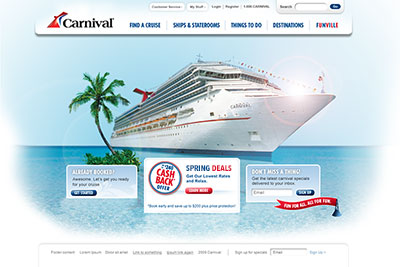 Customer Service
My Stuff
Login | Register | 1-800-CARNIVAL
Search
Go
Carnival
FIND A CRUISE
SHIPS & STATEROOMS
THINGS TO DO
DESTINATIONS
FUNVILLE
CARNIVAL
ALREADY BOOKED?
Awesome. Let's get you ready
for your cruise
GET STARTED
CASH
BACK*
OFFER
SPRING DEALS
Get Our Lowest Rates
and Relax.
LEARN MORE
*Book early and save up to $200 plus price protection!
DON'T MISS A THING!
Get the latest carnival specials
delivered to your inbox
Email
SIGN UP
FUN FOR ALL. ALL FOR FUN.
Footer content
Lorem ipsum
Dolor sit amet
Link to something
Ipsum link again
2009 Carnival
Sign up for specials
Email
Sign Up